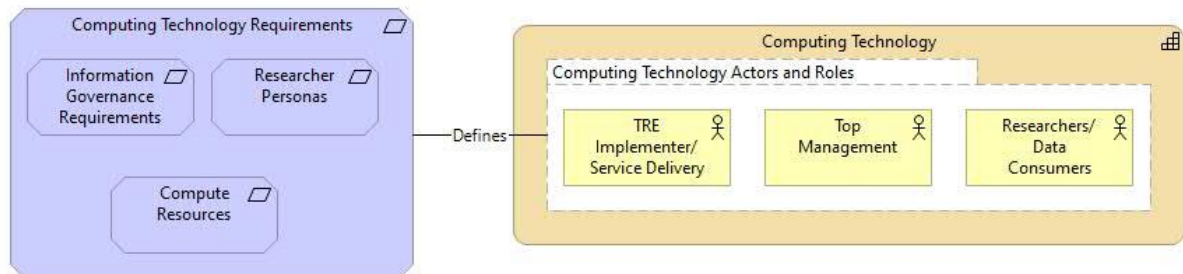 Computing Technology Requirements
Information
Governance
Requirements
Researcher
Personas
Compute
Resources
Defines
Computing Technology
Computing Technology Actors and Roles
TRE
Implementer/
Service Delivery
Top
Management
Researchers/
Data
Consumers